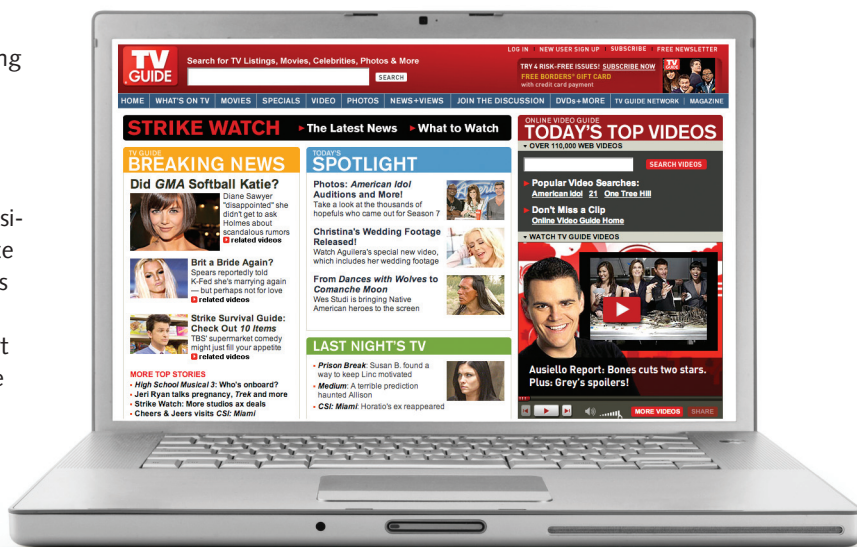 ing
si-
te
s
t
e
TV
GUIDE
Search for TV Listings, Movies, Celebrities, Photos & More
SEARCH
LOG IN | NEW USER SIGN UP | SUBSCRIBE | FREE NEWSLETTER
TRY 4 RISK-FREE ISSUES! SUBSCRIBE NOW
FREE BORDERS® GIFT CARD
with credit card payment
HOME | WHAT'S ON TV | MOVIES | SPECIALS | VIDEO | PHOTOS | NEWS+VIEWS | JOIN THE DISCUSSION | DVDs+MORE | TV GUIDE NETWORK | MAGAZINE
STRIKE WATCH
The Latest News
What to Watch
TV GUIDE
BREAKING NEWS
Did GMA Softball Katie?
Diane Sawyer
"disappointed" she
didn't get to ask
Holmes about
scandalous rumors
related videos
Brit a Bride Again?
Spears reportedly told
K-Fed she's marrying again
— but perhaps not for love
related videos
Strike Survival Guide:
Check Out 10 Items
TBS' supermarket comedy
might just fill your appetite
related videos
MORE TOP STORIES
• High School Musical 3: Who's onboard?
• Jeri Ryan talks pregnancy, Trek and more
• Strike Watch: More studios ax deals
• Cheers & Jeers visits CSI: Miami
TODAY'S
SPOTLIGHT
Photos: American Idol
Auditions and More!
Take a look at the thousands of
hopefuls who came out for Season 7
Christina's Wedding Footage
Released!
Watch Aguilera's special new video,
which includes her wedding footage
From Dances with Wolves to
Comanche Moon
Wes Studi is bringing Native
American heroes to the screen
LAST NIGHT'S TV
• Prison Break: Susan B. found a
way to keep Linc motivated
• Medium: A terrible prediction
haunted Allison
• CSI: Miami: Horatio's ex reappeared
ONLINE VIDEO GUIDE
TODAY'S TOP VIDEOS
OVER 110,000 WEB VIDEOS
SEARCH VIDEOS
Popular Video Searches:
American Idol 21 One Tree Hill
Don't Miss a Clip
Online Video Guide Home
WATCH TV GUIDE VIDEOS
Ausiello Report: Bones cuts two stars.
Plus: Grey's spoilers!
MORE VIDEOS
SHARE